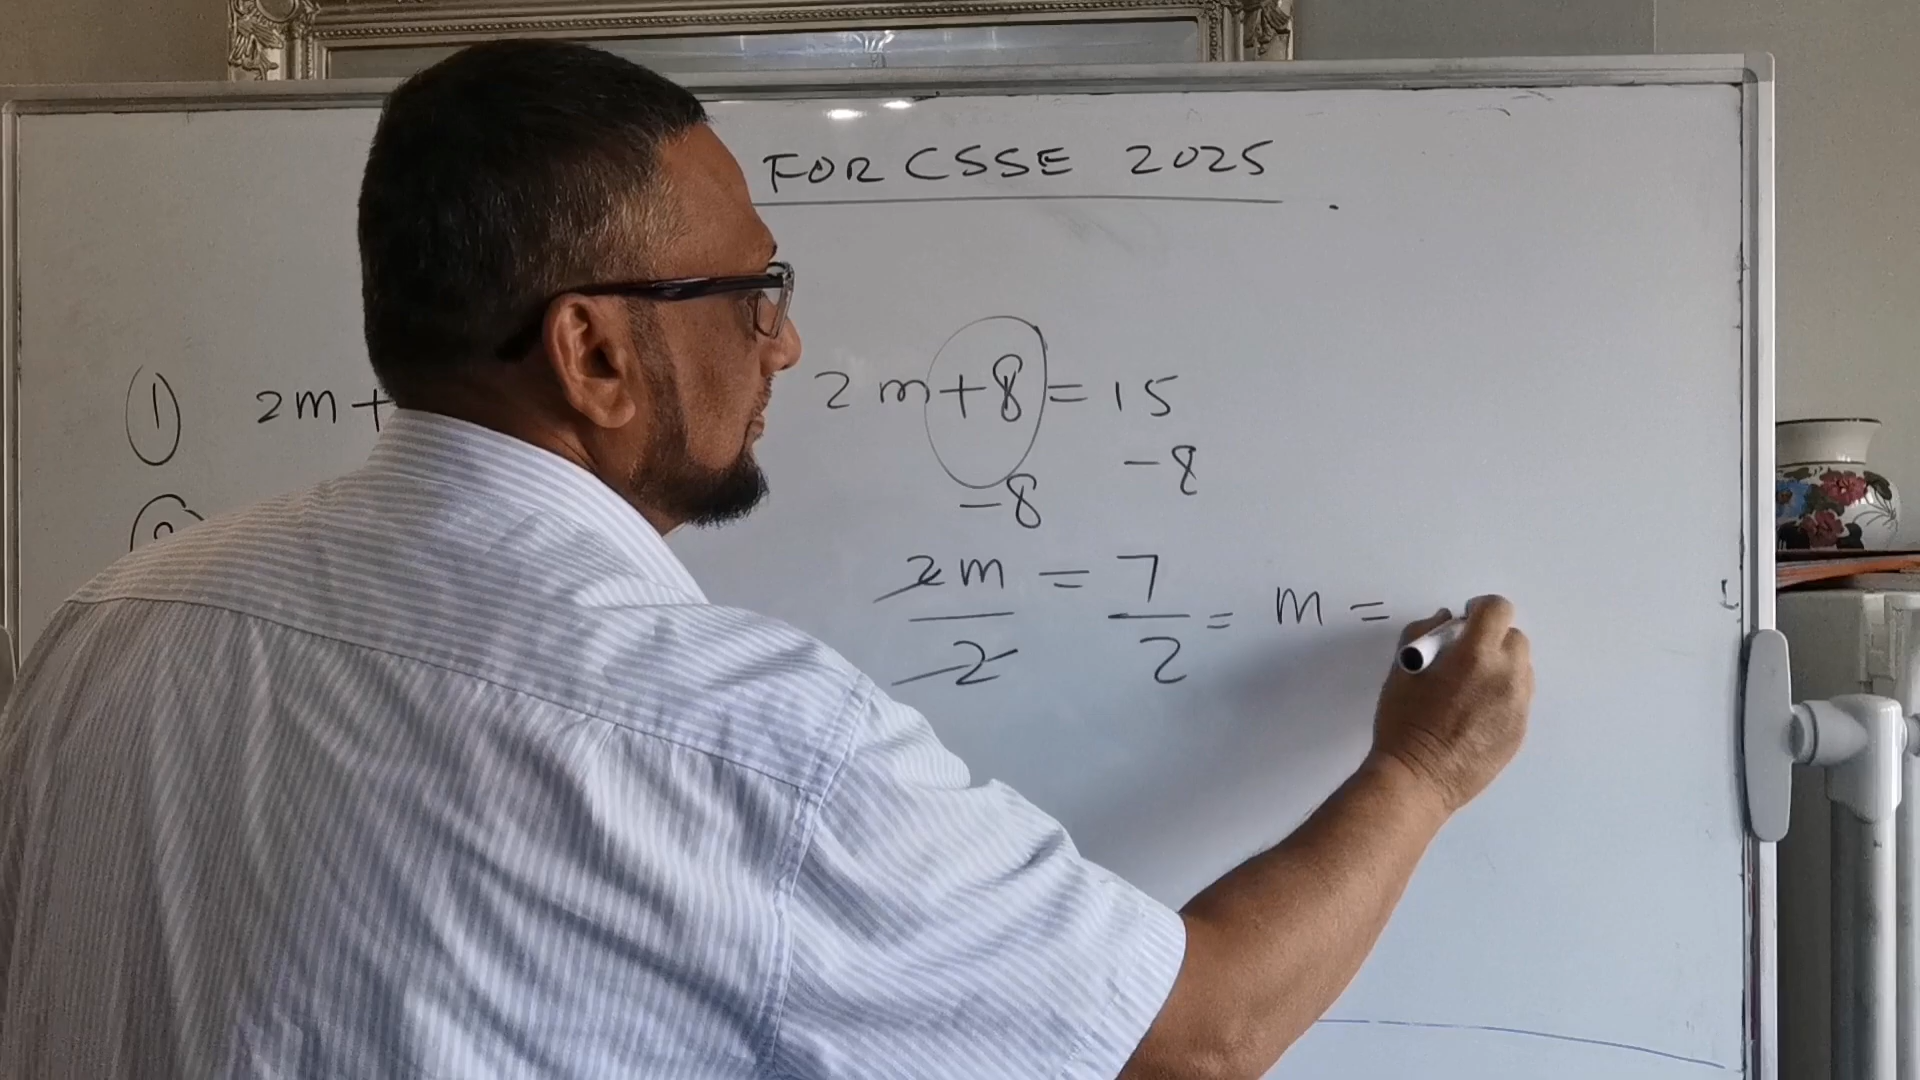 FOR CSSE 2025
① 2m+
2m+8=15
-8 -8
2m = 7
2 2 = m =